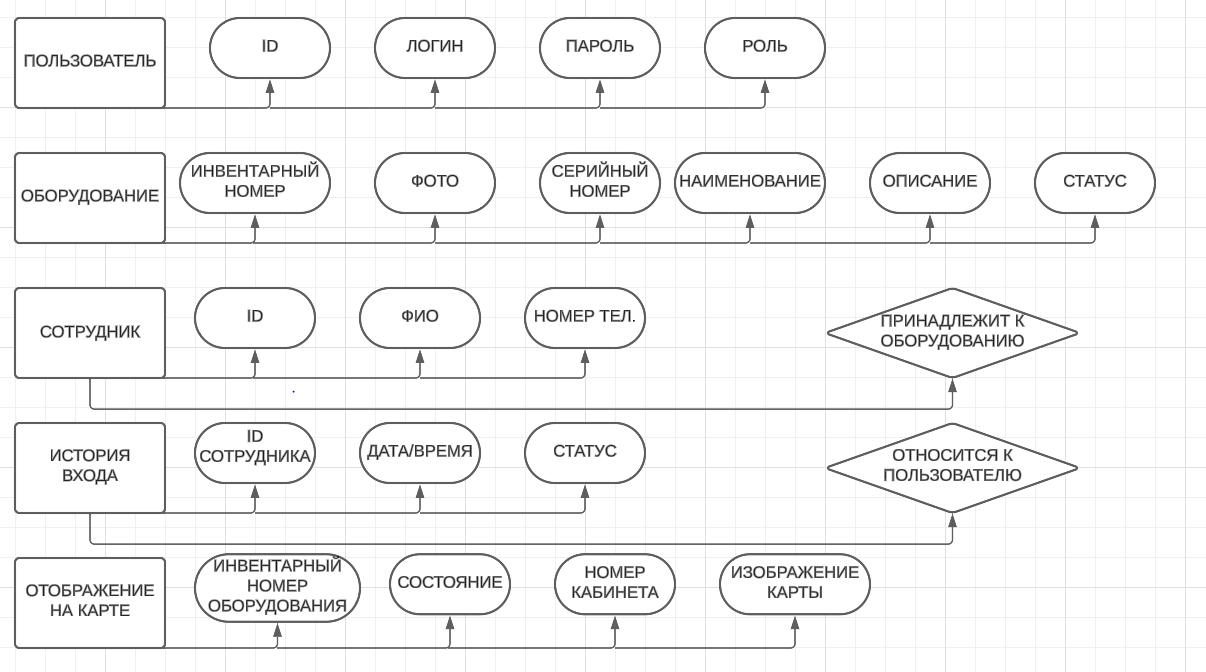 ПОЛЬЗОВАТЕЛЬ
ID
ЛОГИН
ПАРОЛЬ
РОЛЬ
ОБОРУДОВАНИЕ
ИНВЕНТАРНЫЙ
НОМЕР
ФОТО
СЕРИЙНЫЙ
НОМЕР
НАИМЕНОВАНИЕ
ОПИСАНИЕ
СТАТУС
СОТРУДНИК
ID
ФИО
НОМЕР ТЕЛ.
ПРИНАДЛЕЖИТ К
ОБОРУДОВАНИЮ
ИСТОРИЯ
ВХОДА
ID
СОТРУДНИКА
ДАТА/ВРЕМЯ
СТАТУС
ОТНОСИТСЯ К
ПОЛЬЗОВАТЕЛЮ
ОТОБРАЖЕНИЕ
НА КАРТЕ
ИНВЕНТАРНЫЙ
НОМЕР
ОБОРУДОВАНИЯ
СОСТОЯНИЕ
НОМЕР
КАБИНЕТА
ИЗОБРАЖЕНИЕ
КАРТЫ